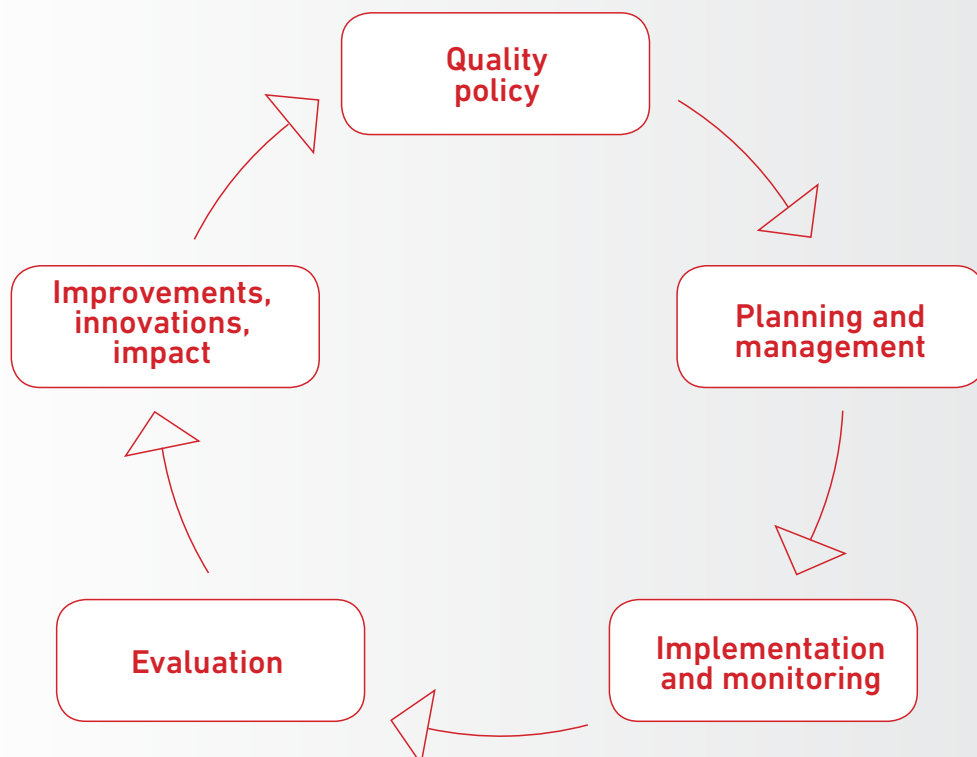 Quality
policy
Planning and
management
Implementation
and monitoring
Evaluation
Improvements,
innovations,
impact